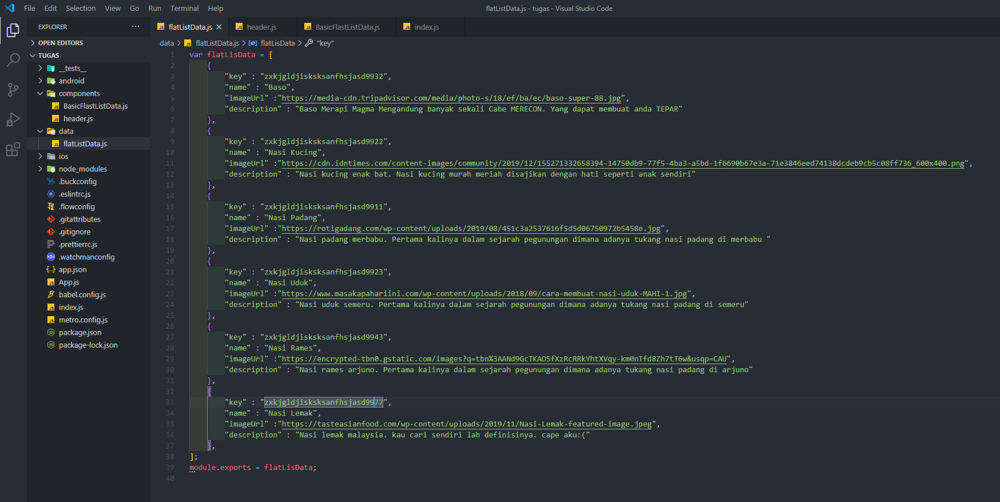 File Edit Selection View Go Run Terminal Help
flatListData.js - tugas - Visual Studio Code
EXPLORER ...
OPEN EDITORS
TUGAS
__tests__
android
components
BasicFlastListData.js
header.js
data
flatListData.js
ios
node_modules
.buckconfig
.eslintrc.js
.flowconfig
.gitattributes
.gitignore
.prettierrc.js
.watchmanconfig
app.json
App.js
babel.config.js
index.js
metro.config.js
package.json
package-lock.json
flatListData.js header.js BasicFlastListData.js index.js
data > flatListData.js > flatLisData > "key"
1 var flatLisData = [
2 {
3 "key" : "zxkjgldjisksksanfhsjasd9932",
4 "name" : "Baso",
5 "imageUrl" :"https://media-cdn.tripadvisor.com/media/photo-s/18/ef/ba/ec/baso-super-88.jpg",
6 "description" : "Baso Merapi Magma Mengandung banyak sekali Cabe MERECON. Yang dapat membuat anda TEPAR"
7 },
8 {
9 "key" : "zxkjgldjisksksanfhsjasd9922",
10 "name" : "Nasi Kucing",
11 "imageUrl" :"https://cdn.idntimes.com/content-images/community/2019/12/155271332658394-14750db9-77f5-4ba3-a5bd-1f6690b67e3a-71e3846eed74138dcdeb9cb5c08ff736_600x400.png",
12 "description" : "Nasi kucing enak bat. Nasi kucing murah meriah disajikan dengan hati seperti anak sendiri"
13 },
14 {
15 "key" : "zxkjgldjisksksanfhsjasd9911",
16 "name" : "Nasi Padang",
17 "imageUrl" :"https://rotigadang.com/wp-content/uploads/2019/08/451c3a2537616f5d5d06750972b5458e.jpg",
18 "description" : "Nasi padang merbabu. Pertama kalinya dalam sejarah pegunungan dimana adanya tukang nasi padang di merbabu "
19 },
20 {
21 "key" : "zxkjgldjisksksanfhsjasd9923",
22 "name" : "Nasi Uduk",
23 "imageUrl" :"https://www.masakapahariini.com/wp-content/uploads/2018/09/cara-membuat-nasi-uduk-MAHI-1.jpg",
24 "description" : "Nasi uduk semeru. Pertama kalinya dalam sejarah pegunungan dimana adanya tukang nasi padang di semeru"
25 },
26 {
27 "key" : "zxkjgldjisksksanfhsjasd9943",
28 "name" : "Nasi Rames",
29 "imageUrl" :"https://encrypted-tbn0.gstatic.com/images?q=tbn%3AANd9GcTKAOSfXzRcRRkYhtXVqy-km0nTfd8Zh7tT6w&usqp=CAU",
30 "description" : "Nasi rames arjuno. Pertama kalinya dalam sejarah pegunungan dimana adanya tukang nasi padang di arjuno"
31 },
32 {
33 "key" : "zxkjgldjisksksanfhsjasd9977",
34 "name" : "Nasi Lemak",
35 "imageUrl" :"https://tasteasianfood.com/wp-content/uploads/2019/11/Nasi-Lemak-featured-image.jpeg",
36 "description" : "Nasi lemak malaysia. kau cari sendiri lah definisinya. cape aku:("
37 },
38 ];
39 module.exports = flatLisData;
40